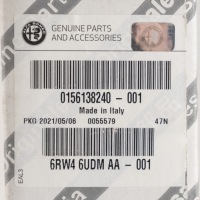 GENUINE PARTS
AND ACCESSORIES
0156138240-001
Made in Italy
PKG 2021/05/06 0055579 47N
6RW4 6UDM AA -001
EAL3